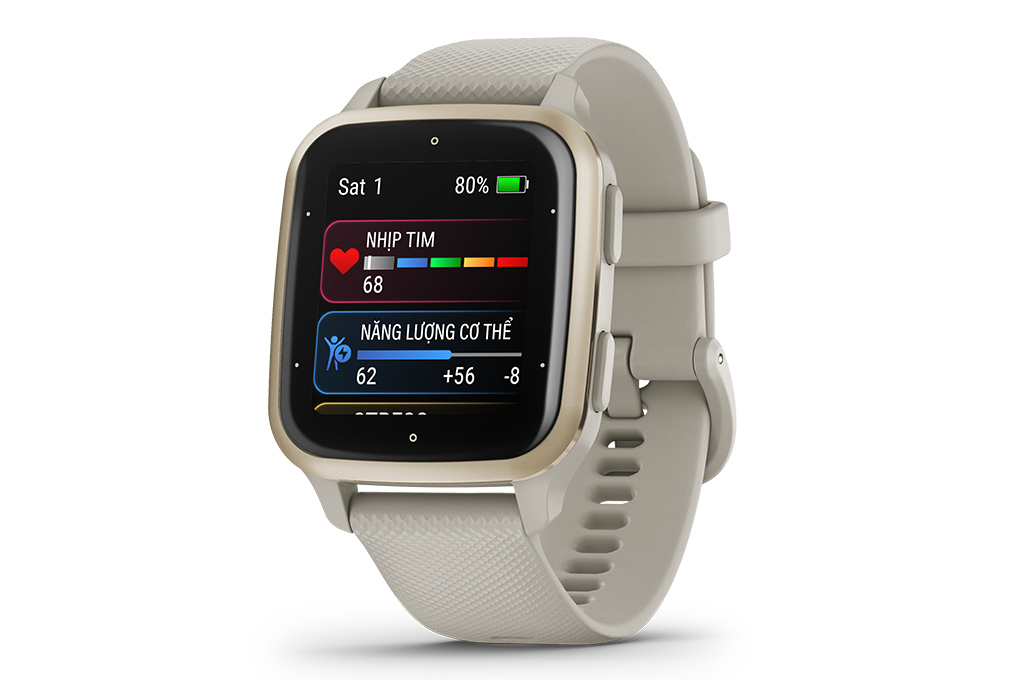 Sat 1 80%
NHỊP TIM
68
NĂNG LƯỢNG CƠ THỂ
62 +56 -8